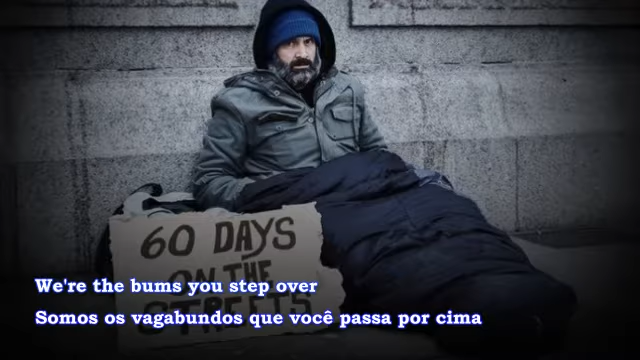 60 DAYS
ON THE
STREETS
We're the bums you step over
Somos os vagabundos que você passa por cima